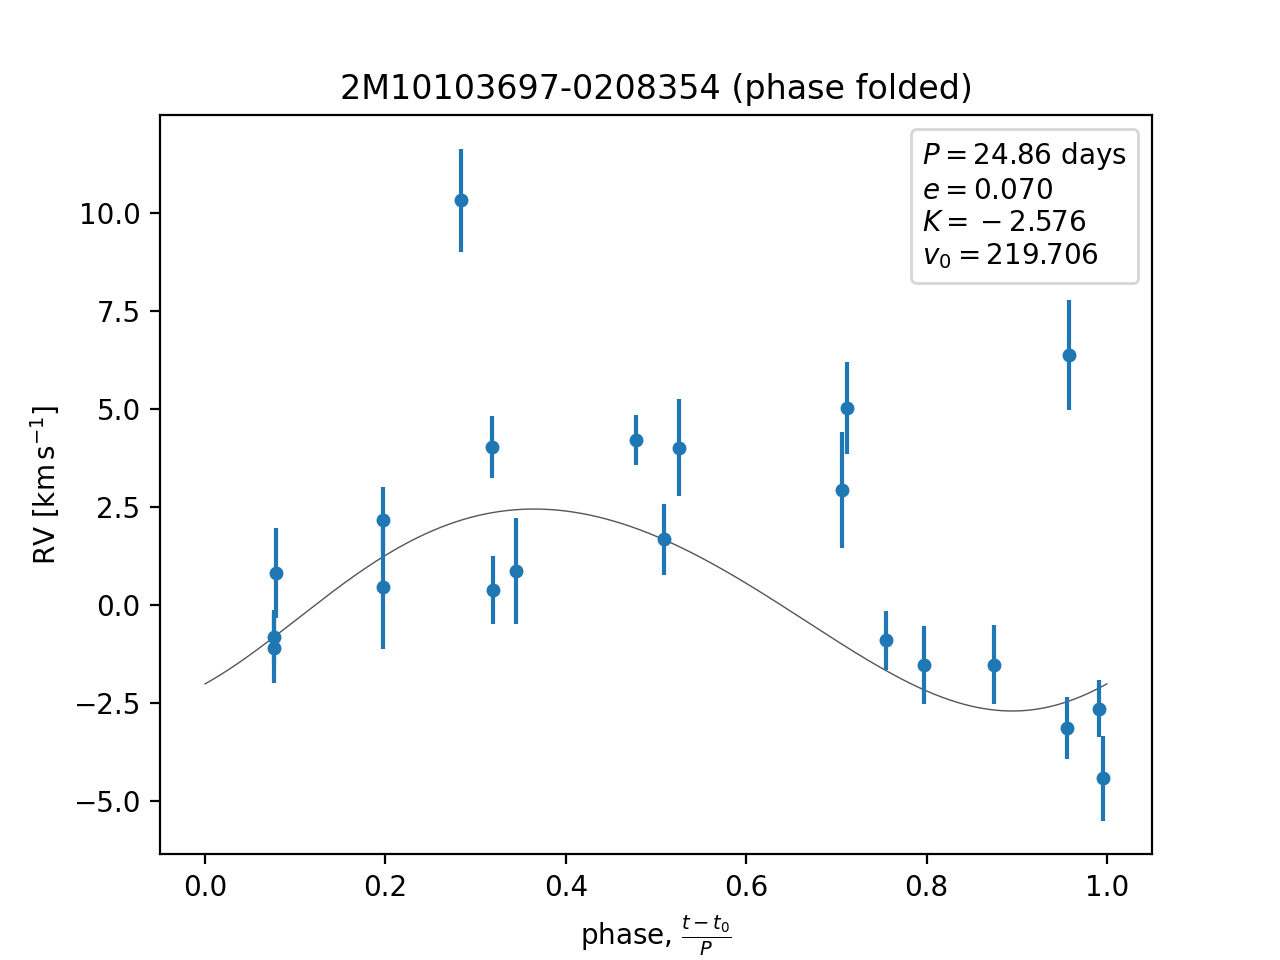 2M10103697-0208354 (phase folded)
P = 24.86 days
e = 0.070
K = −2.576
v₀ = 219.706
10.0
7.5
5.0
2.5
0.0
−2.5
−5.0
RV [km s⁻¹]
0.0 0.2 0.4 0.6 0.8 1.0
phase, (t − t₀)/P